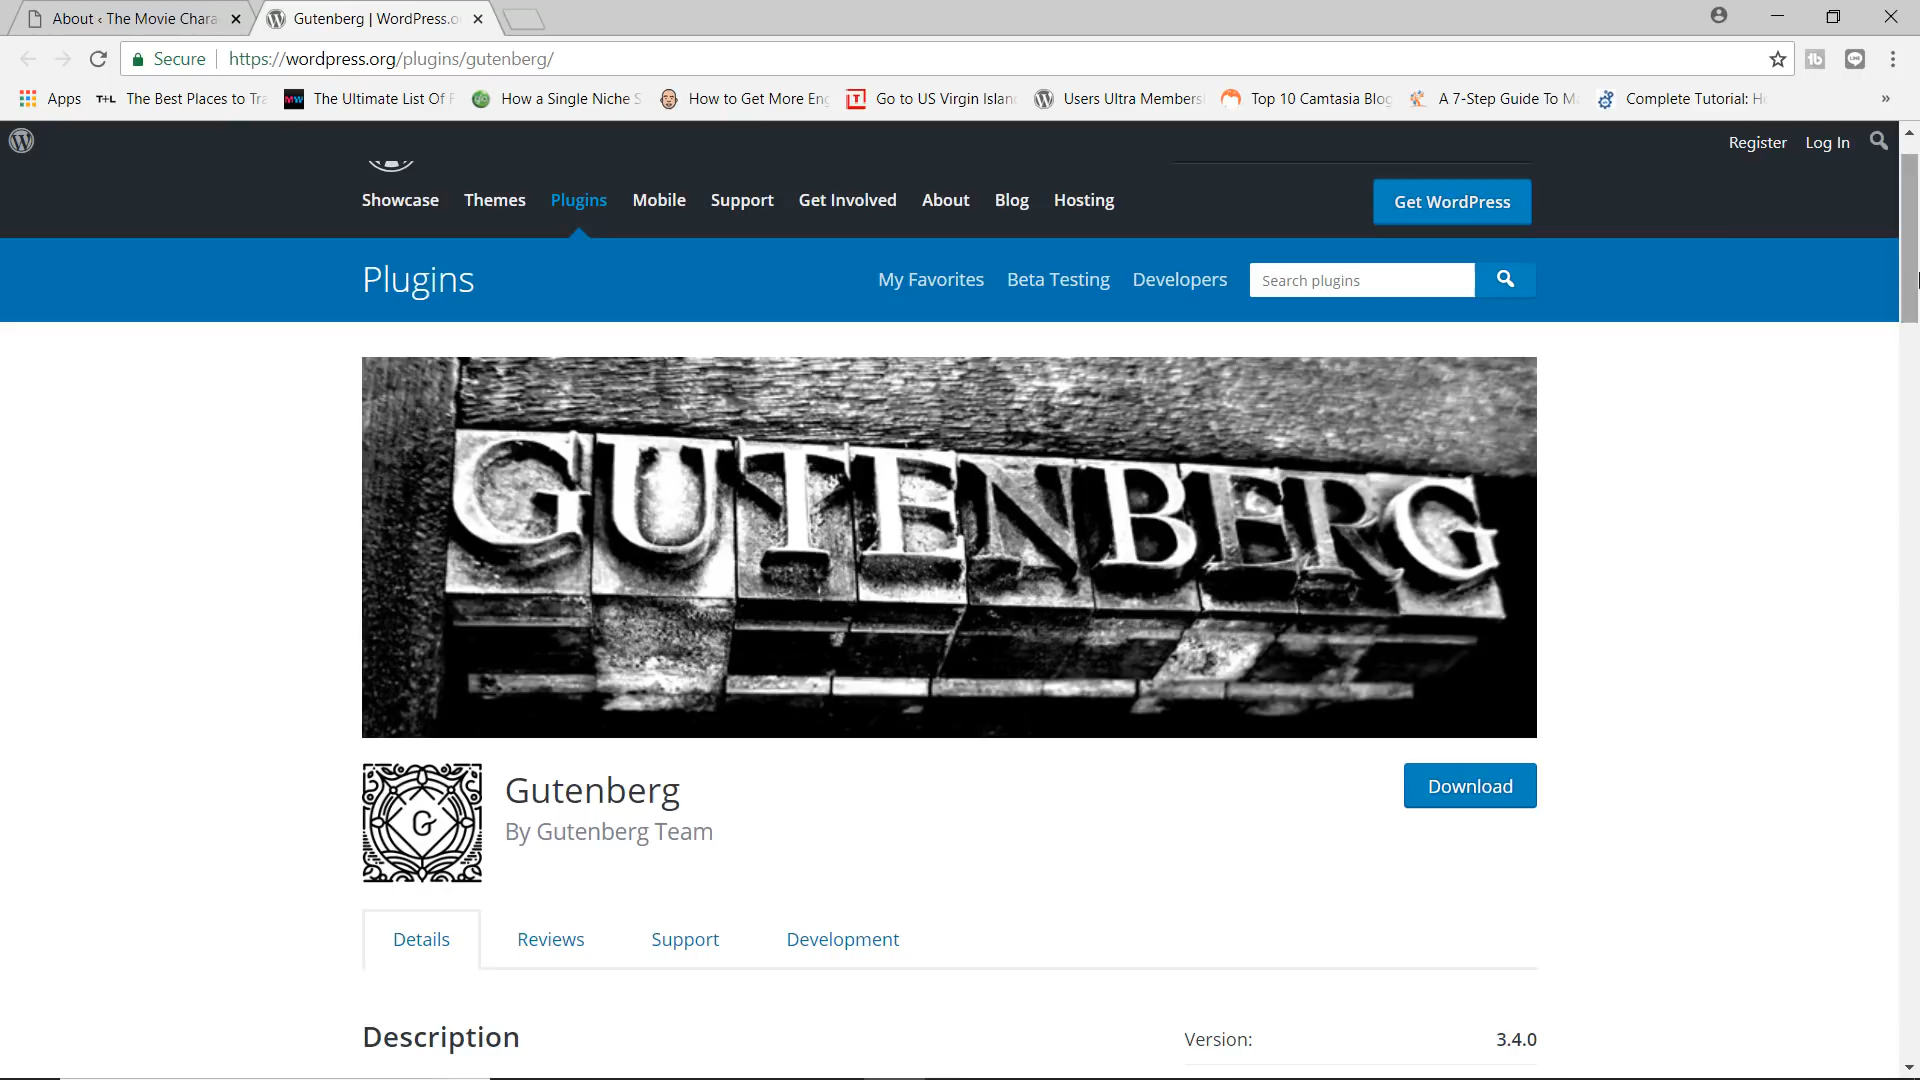 About ‹ The Movie Chara
Gutenberg | WordPress.o
Secure
https://wordpress.org/plugins/gutenberg/
Apps
T+L The Best Places to Tra
MW The Ultimate List Of F
How a Single Niche S
How to Get More Eng
T Go to US Virgin Islan
Users Ultra Members
Top 10 Camtasia Blog
A 7-Step Guide To Ma
Complete Tutorial: H
»
Register
Log In
Showcase
Themes
Plugins
Mobile
Support
Get Involved
About
Blog
Hosting
Get WordPress
Plugins
My Favorites
Beta Testing
Developers
Search plugins
GUTENBERG
G
Gutenberg
By Gutenberg Team
Download
Details
Reviews
Support
Development
Description
Version:
3.4.0